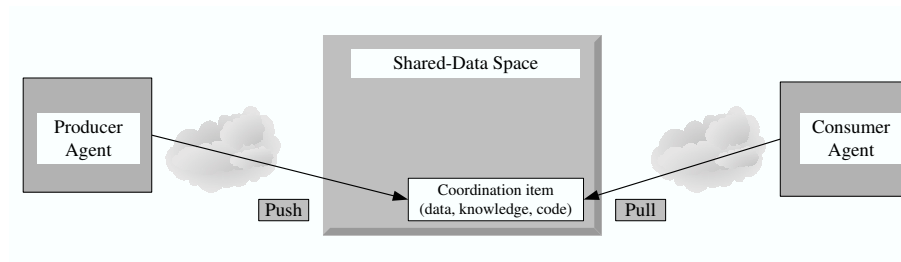 Shared-Data Space
Producer
Agent
Consumer
Agent
Coordination item
(data, knowledge, code)
Push
Pull